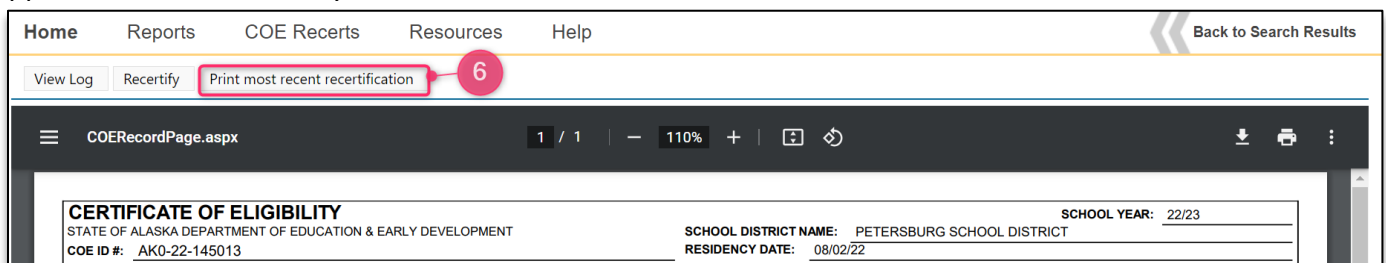 Home Reports COE Recerts Resources Help Back to Search Results
View Log Recertify Print most recent recertification 6
COERecordPage.aspx 1 / 1 | − 110% + |
CERTIFICATE OF ELIGIBILITY SCHOOL YEAR: 22/23
STATE OF ALASKA DEPARTMENT OF EDUCATION & EARLY DEVELOPMENT SCHOOL DISTRICT NAME: PETERSBURG SCHOOL DISTRICT
COE ID #: AK0-22-145013 RESIDENCY DATE: 08/02/22